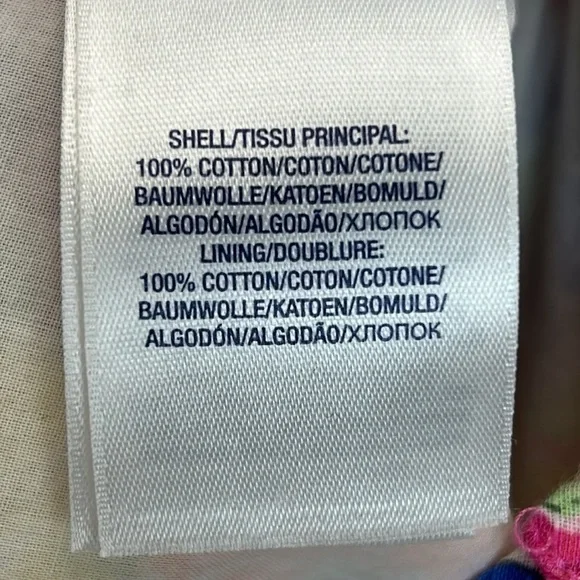 SHELL/TISSU PRINCIPAL:
100% COTTON/COTON/COTONE/
BAUMWOLLE/KATOEN/BOMULD/
ALGODÓN/ALGODÃO/ХЛОПОК
LINING/DOUBLURE:
100% COTTON/COTON/COTONE/
BAUMWOLLE/KATOEN/BOMULD/
ALGODÓN/ALGODÃO/ХЛОПОК